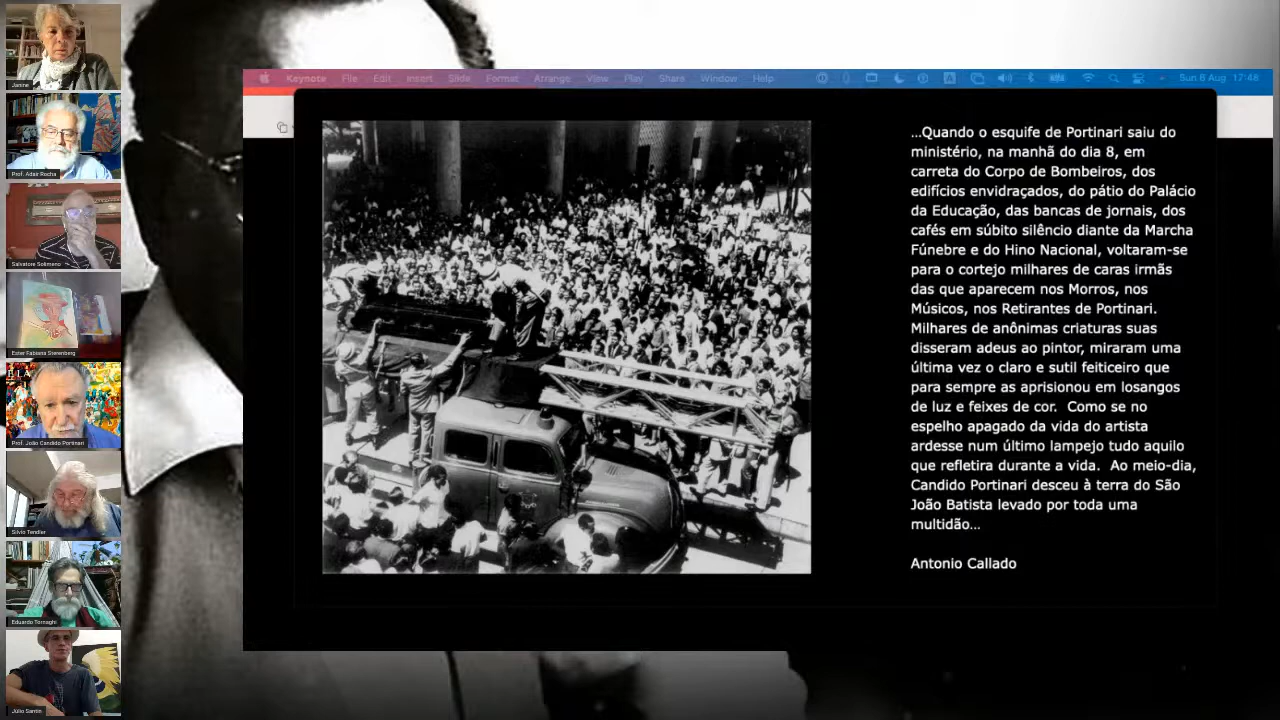 Janine
Prof. Adair Rocha
Salvatore Solimeno
Ester Fabiana Sterenberg
Prof. João Candido Portinari
Silvio Tendler
Eduardo Tornaghi
Júlio Santin
Keynote File Edit Insert Slide Format Arrange View Play Share Window Help
Sun 6 Aug 17:48
...Quando o esquife de Portinari saiu do
ministério, na manhã do dia 8, em
carreta do Corpo de Bombeiros, dos
edifícios envidraçados, do pátio do Palácio
da Educação, das bancas de jornais, dos
cafés em súbito silêncio diante da Marcha
Fúnebre e do Hino Nacional, voltaram-se
para o cortejo milhares de caras irmãs
das que aparecem nos Morros, nos
Músicos, nos Retirantes de Portinari.
Milhares de anônimas criaturas suas
disseram adeus ao pintor, miraram uma
última vez o claro e sutil feiticeiro que
para sempre as aprisionou em losangos
de luz e feixes de cor. Como se no
espelho apagado da vida do artista
ardesse num último lampejo tudo aquilo
que refletira durante a vida. Ao meio-dia,
Candido Portinari desceu à terra do São
João Batista levado por toda uma
multidão...
Antonio Callado